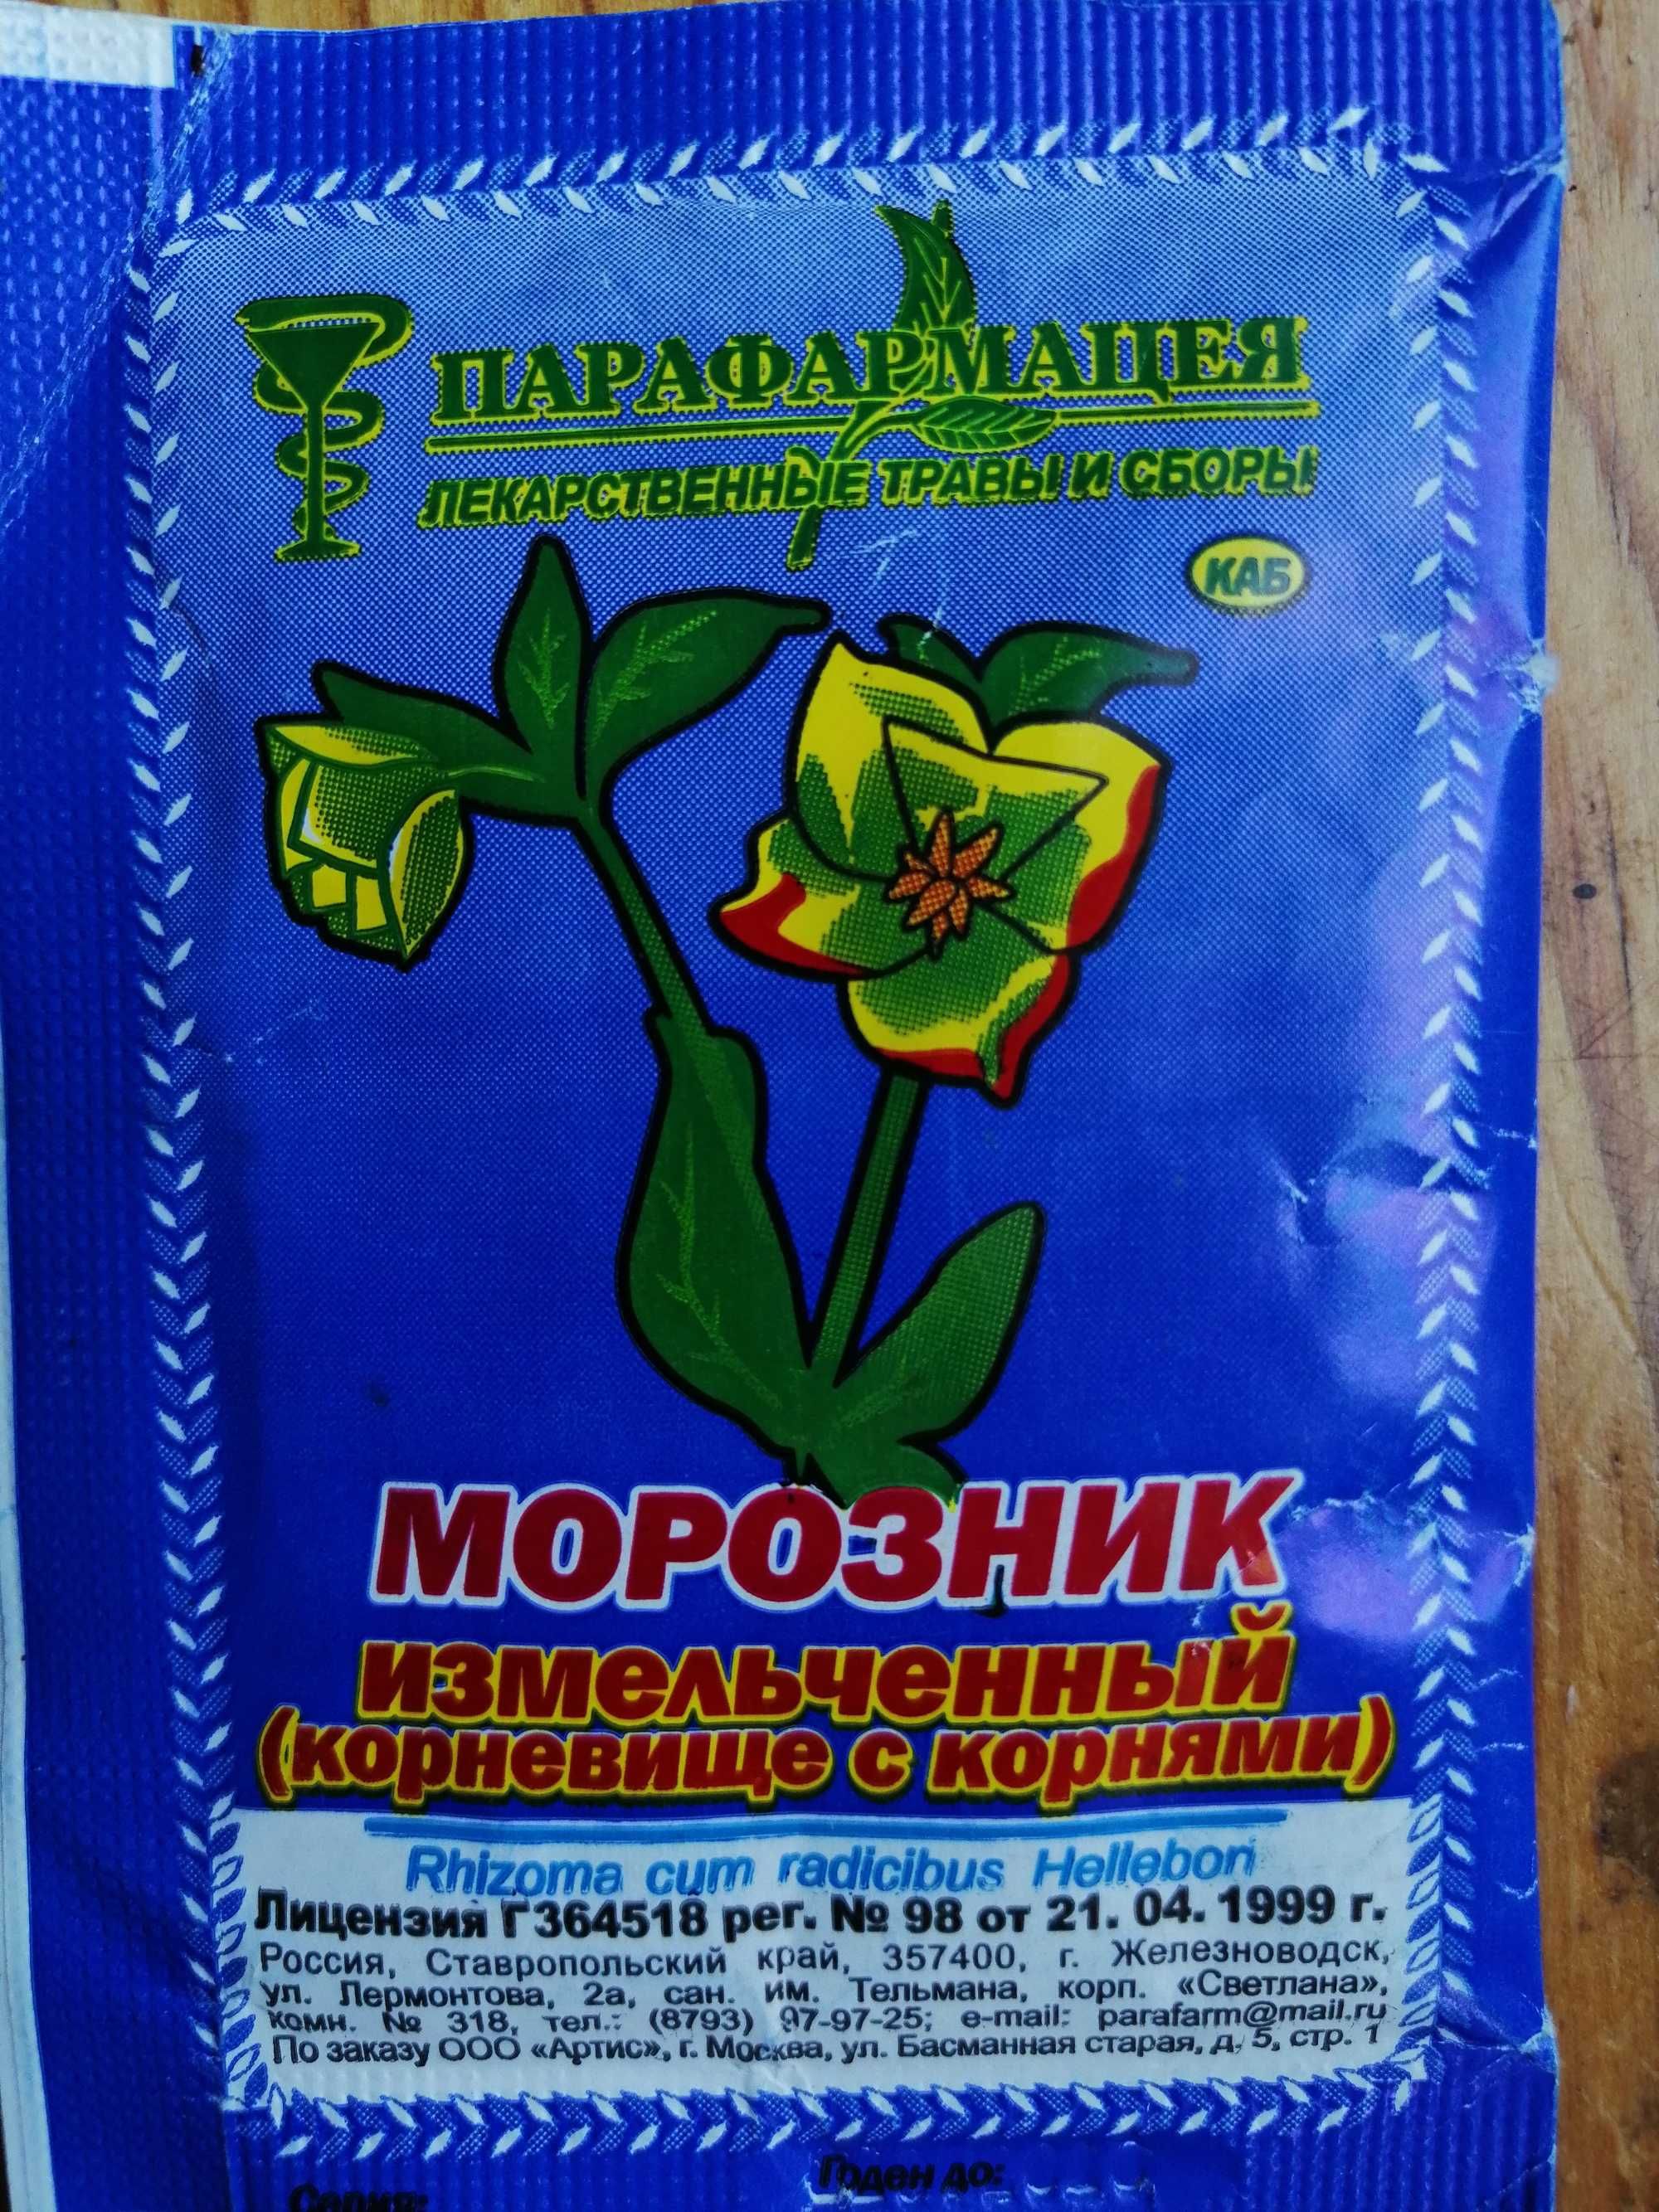 ПАРАФАРМАЦЕЯ
ЛЕКАРСТВЕННЫЕ ТРАВЫ И СБОРЫ
КАБ
МОРОЗНИК
измельченный
(корневище с корнями)
Rhizoma cum radicibus Hellebori
Лицензия Г364518 рег. № 98 от 21. 04. 1999 г.
Россия, Ставропольский край, 357400, г. Железноводск,
ул. Лермонтова, 2а, сан. им. Тельмана, корп. «Светлана»,
комн. № 318, тел.: (8793) 97-97-25; e-mail: parafarm@mail.ru
По заказу ООО «Артис», г. Москва, ул. Басманная старая, д. 5, стр. 1
Годен до:
Серия: